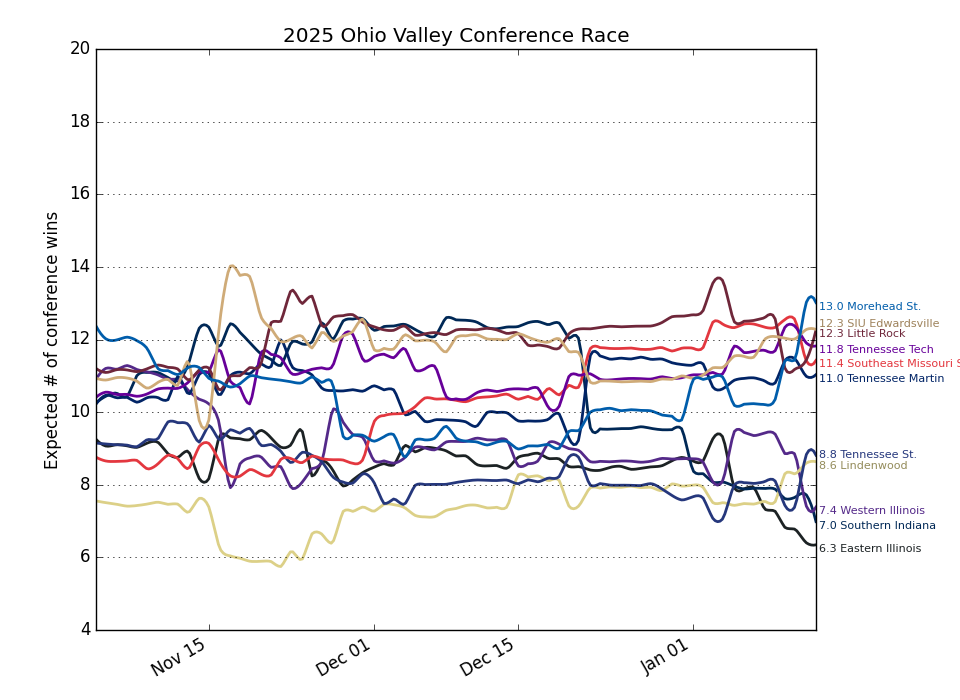 2025 Ohio Valley Conference Race
Expected # of conference wins
20
18
16
14
12
10
8
6
4
Nov 15
Dec 01
Dec 15
Jan 01
13.0 Morehead St.
12.3 SIU Edwardsville
12.3 Little Rock
11.8 Tennessee Tech
11.4 Southeast Missouri S
11.0 Tennessee Martin
8.8 Tennessee St.
8.6 Lindenwood
7.4 Western Illinois
7.0 Southern Indiana
6.3 Eastern Illinois